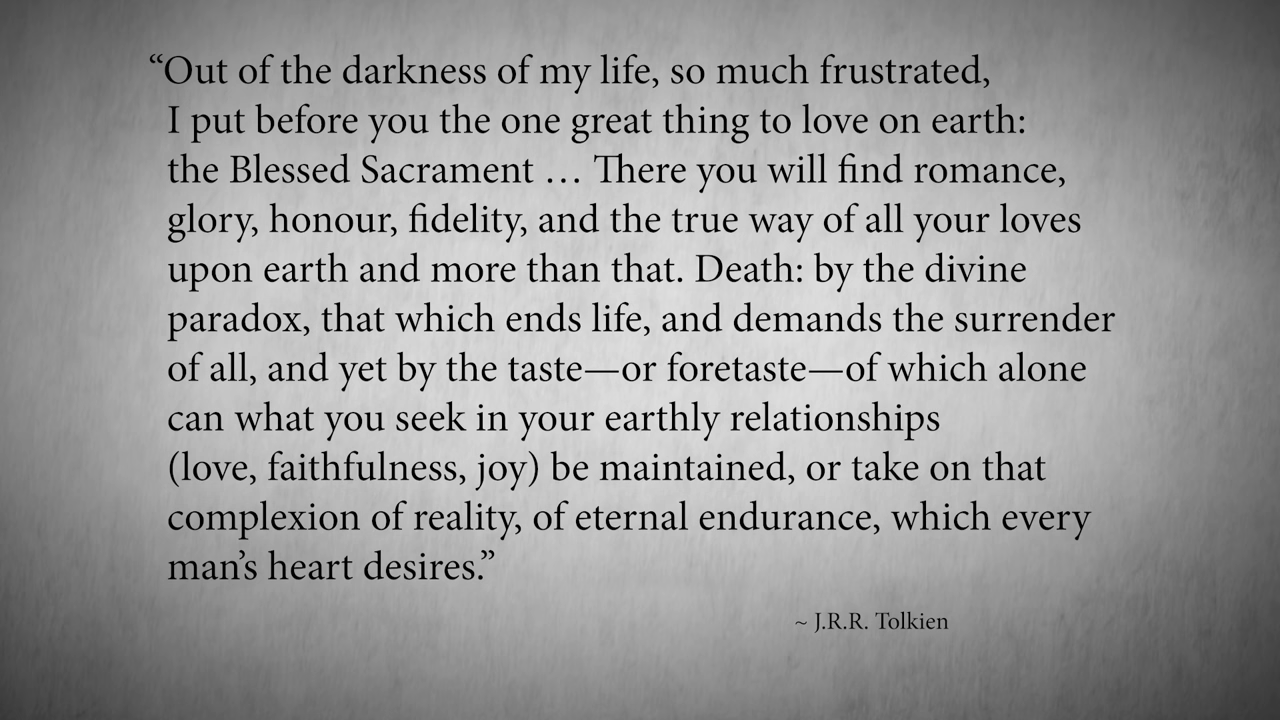 “Out of the darkness of my life, so much frustrated,
I put before you the one great thing to love on earth:
the Blessed Sacrament … There you will find romance,
glory, honour, fidelity, and the true way of all your loves
upon earth and more than that. Death: by the divine
paradox, that which ends life, and demands the surrender
of all, and yet by the taste—or foretaste—of which alone
can what you seek in your earthly relationships
(love, faithfulness, joy) be maintained, or take on that
complexion of reality, of eternal endurance, which every
man’s heart desires.”
~ J.R.R. Tolkien